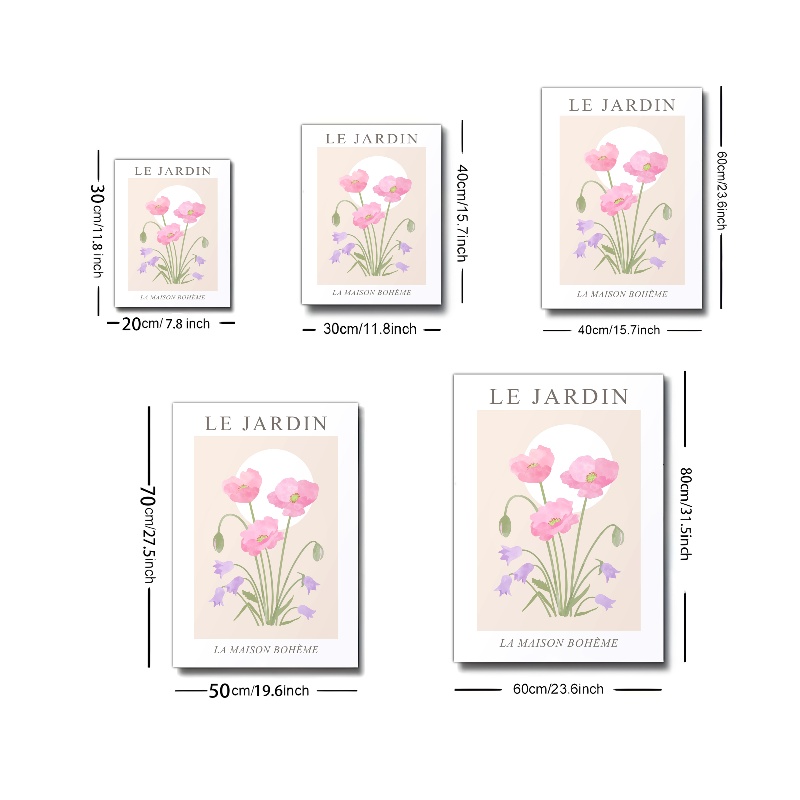 LE JARDIN
LA MAISON BOHÈME
30cm/11.8 inch
20cm/ 7.8 inch
LE JARDIN
LA MAISON BOHÈME
40cm/15.7inch
30cm/11.8inch
LE JARDIN
LA MAISON BOHÈME
60cm/23.6inch
40cm/15.7inch
LE JARDIN
LA MAISON BOHÈME
70cm/27.5inch
50cm/19.6inch
LE JARDIN
LA MAISON BOHÈME
80cm/31.5inch
60cm/23.6inch